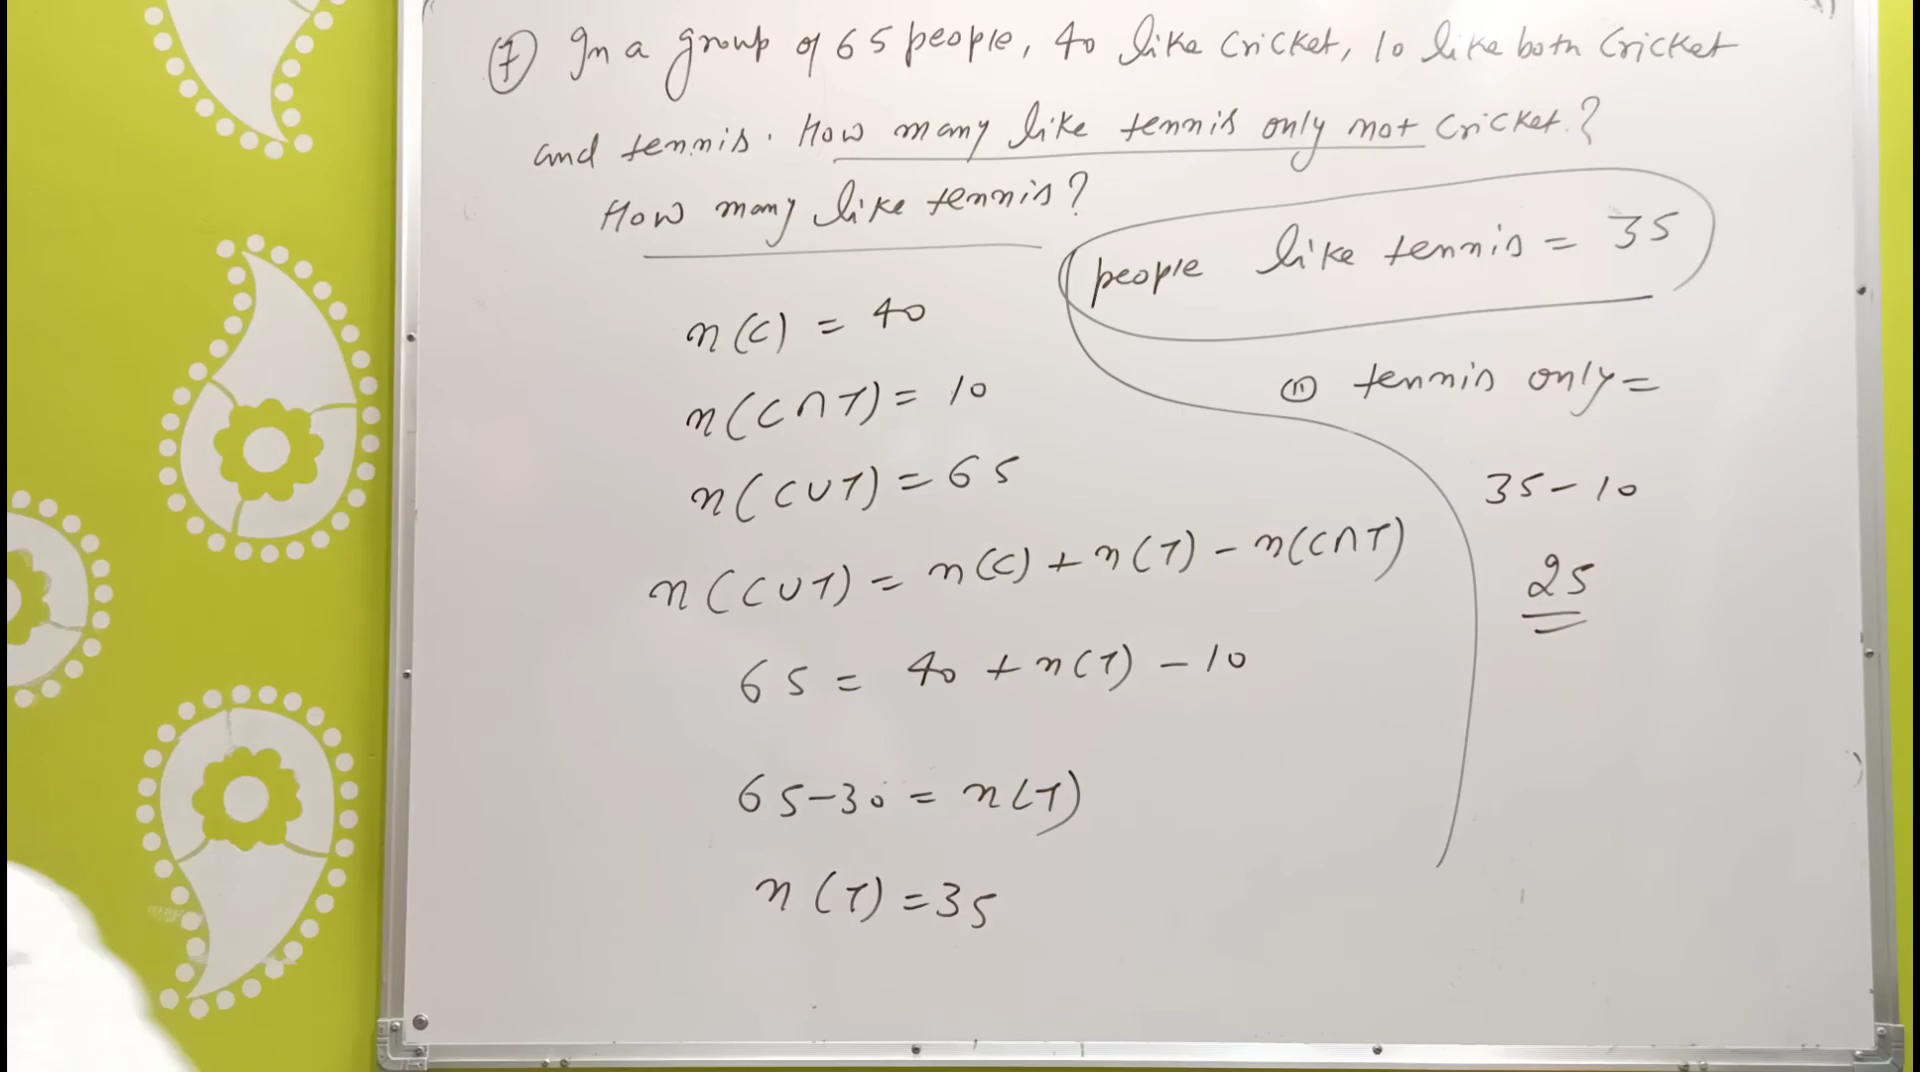 ⑦ In a group of 65 people, 40 like Cricket, 10 like both Cricket
and tennis. How many like tennis only not Cricket.?
How many like tennis?
people like tennis = 35
n(C) = 40
n(C∩T) = 10
n(C∪T) = 65
n(C∪T) = n(C) + n(T) - n(C∩T)
65 = 40 + n(T) - 10
65-30 = n(T)
n(T) = 35
(ii) tennis only =
35-10
25